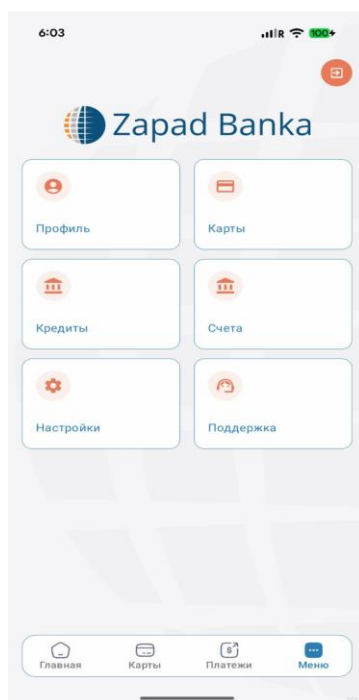 6:03
R 100+
Zapad Banka
Профиль Карты
Кредиты Счета
Настройки Поддержка
Главная Карты Платежи Меню